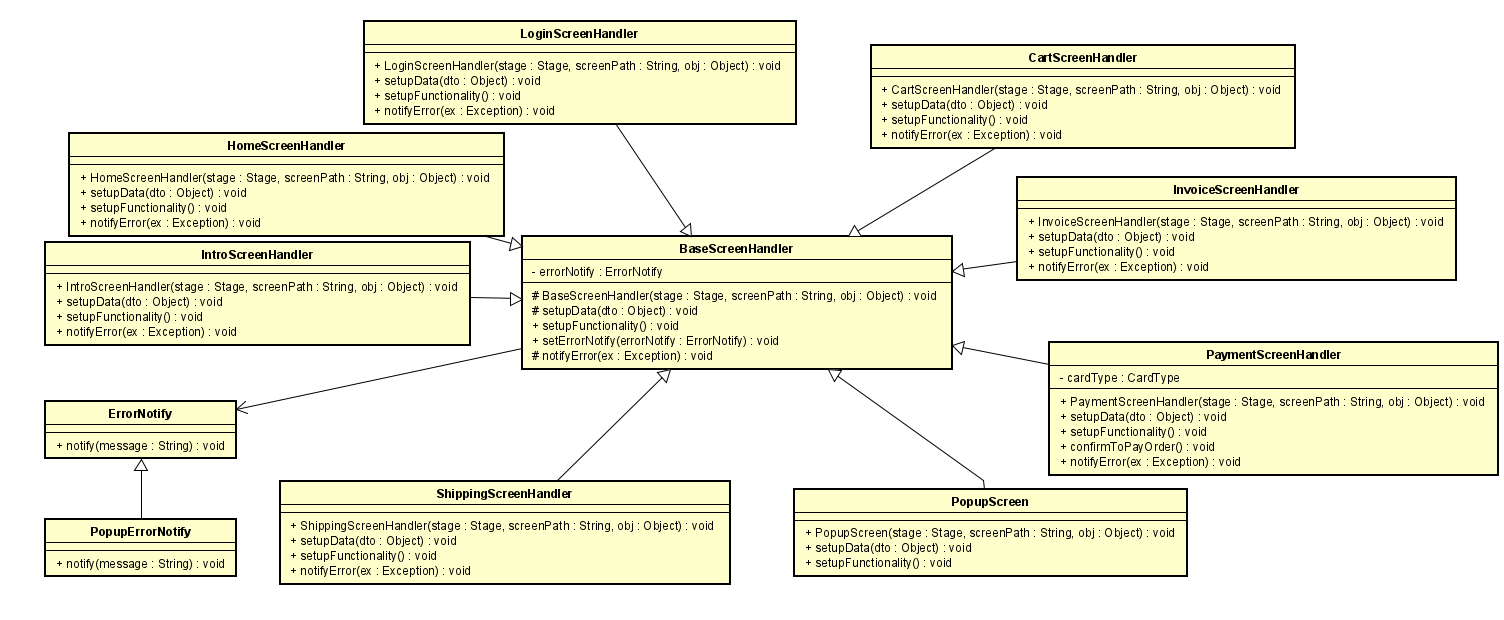 LoginScreenHandler
+ LoginScreenHandler(stage : Stage, screenPath : String, obj : Object) : void
+ setupData(dto : Object) : void
+ setupFunctionality() : void
+ notifyError(ex : Exception) : void
CartScreenHandler
+ CartScreenHandler(stage : Stage, screenPath : String, obj : Object) : void
+ setupData(dto : Object) : void
+ setupFunctionality() : void
+ notifyError(ex : Exception) : void
HomeScreenHandler
+ HomeScreenHandler(stage : Stage, screenPath : String, obj : Object) : void
+ setupData(dto : Object) : void
+ setupFunctionality() : void
+ notifyError(ex : Exception) : void
InvoiceScreenHandler
+ InvoiceScreenHandler(stage : Stage, screenPath : String, obj : Object) : void
+ setupData(dto : Object) : void
+ setupFunctionality() : void
+ notifyError(ex : Exception) : void
IntroScreenHandler
+ IntroScreenHandler(stage : Stage, screenPath : String, obj : Object) : void
+ setupData(dto : Object) : void
+ setupFunctionality() : void
+ notifyError(ex : Exception) : void
BaseScreenHandler
- errorNotify : ErrorNotify
# BaseScreenHandler(stage : Stage, screenPath : String, obj : Object) : void
# setupData(dto : Object) : void
+ setupFunctionality() : void
+ setErrorNotify(errorNotify : ErrorNotify) : void
# notifyError(ex : Exception) : void
PaymentScreenHandler
- cardType : CardType
+ PaymentScreenHandler(stage : Stage, screenPath : String, obj : Object) : void
+ setupData(dto : Object) : void
+ setupFunctionality() : void
+ confirmToPayOrder() : void
+ notifyError(ex : Exception) : void
ErrorNotify
+ notify(message : String) : void
PopupErrorNotify
+ notify(message : String) : void
ShippingScreenHandler
+ ShippingScreenHandler(stage : Stage, screenPath : String, obj : Object) : void
+ setupData(dto : Object) : void
+ setupFunctionality() : void
+ notifyError(ex : Exception) : void
PopupScreen
+ PopupScreen(stage : Stage, screenPath : String, obj : Object) : void
+ setupData(dto : Object) : void
+ setupFunctionality() : void